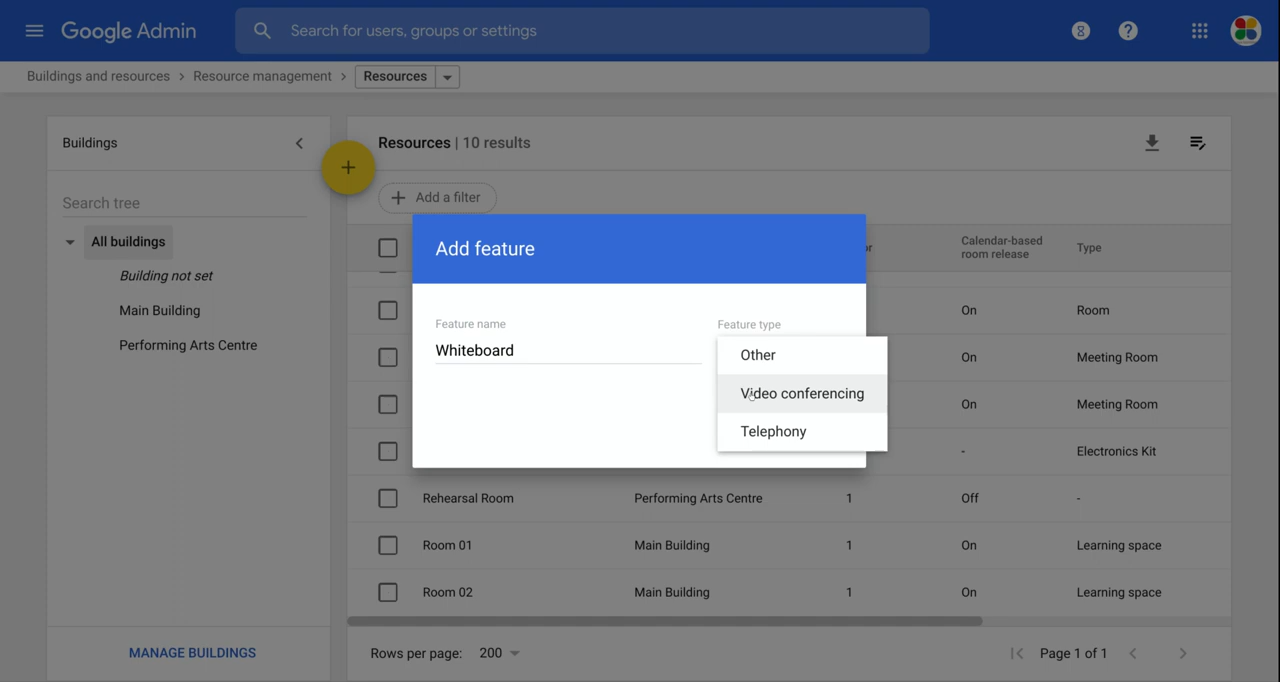 Google Admin
Search for users, groups or settings
Buildings and resources > Resource management > Resources
Buildings
Search tree
All buildings
Building not set
Main Building
Performing Arts Centre
MANAGE BUILDINGS
Resources | 10 results
Add a filter
or
Calendar-based
room release
Type
Add feature
Feature name
Whiteboard
Feature type
Other
Video conferencing
Telephony
On Room
On Meeting Room
On Meeting Room
- Electronics Kit
Rehearsal Room Performing Arts Centre 1 Off -
Room 01 Main Building 1 On Learning space
Room 02 Main Building 1 On Learning space
Rows per page: 200
Page 1 of 1